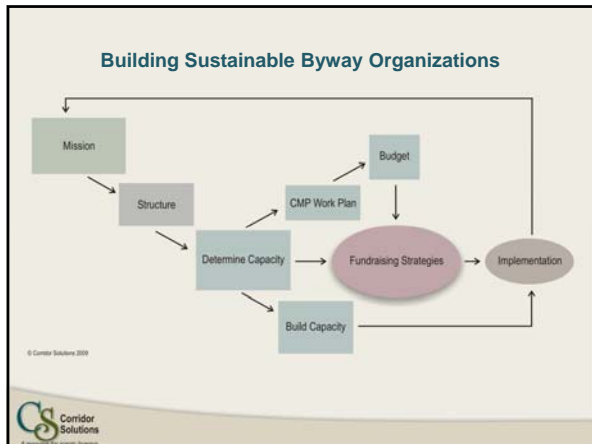 Building Sustainable Byway Organizations
Mission
Budget
Structure
CMP Work Plan
Determine Capacity
Fundraising Strategies
Implementation
Build Capacity
© Corridor Solutions 2009
CS Corridor
Solutions